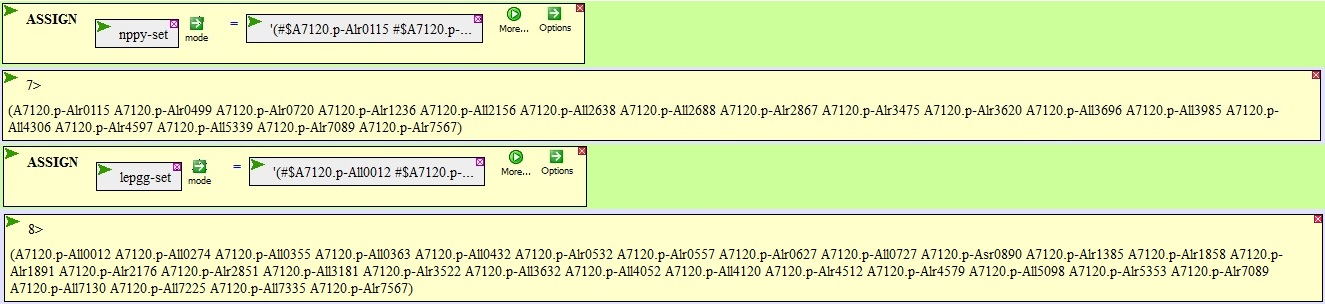 ASSIGN nppy-set mode = '(#$A7120.p-Alr0115 #$A7120.p-... More... Options
7>
(A7120.p-Alr0115 A7120.p-Alr0499 A7120.p-Alr0720 A7120.p-Alr1236 A7120.p-All2156 A7120.p-All2638 A7120.p-All2688 A7120.p-Alr2867 A7120.p-Alr3475 A7120.p-Alr3620 A7120.p-All3696 A7120.p-All3985 A7120.p-
All4306 A7120.p-Alr4597 A7120.p-All5339 A7120.p-Alr7089 A7120.p-Alr7567)
ASSIGN lepgg-set mode = '(#$A7120.p-All0012 #$A7120.p-... More... Options
8>
(A7120.p-All0012 A7120.p-All0274 A7120.p-All0355 A7120.p-All0363 A7120.p-All0432 A7120.p-Alr0532 A7120.p-Alr0557 A7120.p-Alr0627 A7120.p-All0727 A7120.p-Asr0890 A7120.p-Alr1385 A7120.p-Alr1858 A7120.p-
Alr1891 A7120.p-Alr2176 A7120.p-Alr2851 A7120.p-All3181 A7120.p-Alr3522 A7120.p-All3632 A7120.p-All4052 A7120.p-All4120 A7120.p-Alr4512 A7120.p-Alr4579 A7120.p-All5098 A7120.p-Alr5353 A7120.p-Alr7089
A7120.p-All7130 A7120.p-All7225 A7120.p-All7335 A7120.p-Alr7567)